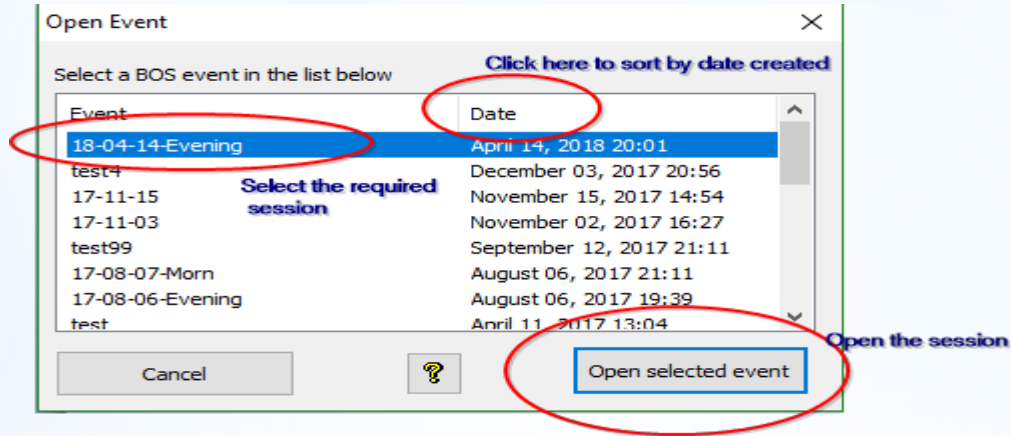 Open Event
Select a BOS event in the list below
Click here to sort by date created
Event Date
18-04-14-Evening April 14, 2018 20:01
test4 December 03, 2017 20:56
17-11-15 November 15, 2017 14:54
Select the required
session
17-11-03 November 02, 2017 16:27
test99 September 12, 2017 21:11
17-08-07-Morn August 06, 2017 21:11
17-08-06-Evening August 06, 2017 19:39
test April 11, 2017 13:04
Open the session
Cancel ? Open selected event